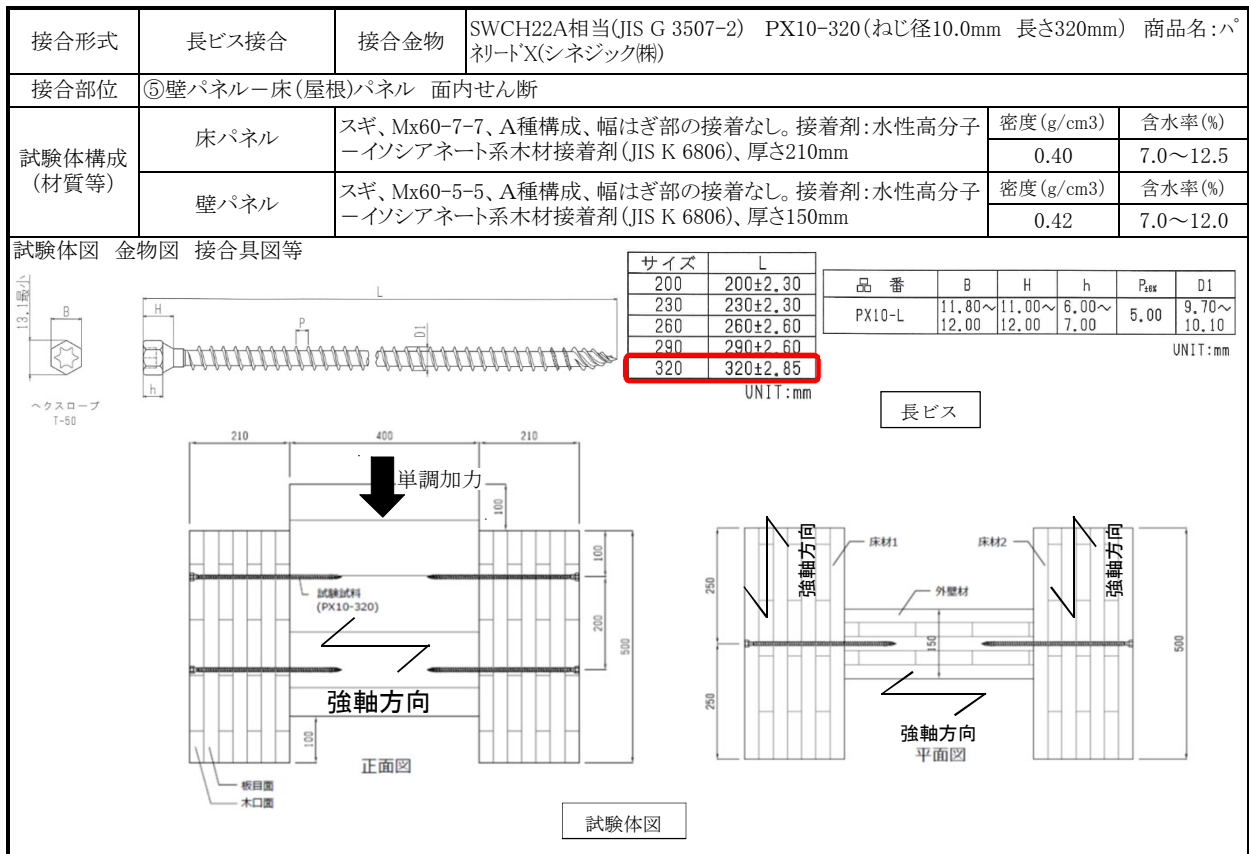 接合形式 長ビス接合 接合金物 SWCH22A相当(JIS G 3507-2) PX10-320(ねじ径10.0mm 長さ320mm) 商品名:パ
ネリードX(シネジック㈱)
接合部位 ⑤壁パネル－床(屋根)パネル 面内せん断
試験体構成
(材質等)
床パネル
スギ、Mx60-7-7、A種構成、幅はぎ部の接着なし。接着剤:水性高分子
－イソシアネート系木材接着剤(JIS K 6806)、厚さ210mm
密度(g/cm3) 含水率(%)
0.40 7.0～12.5
壁パネル
スギ、Mx60-5-5、A種構成、幅はぎ部の接着なし。接着剤:水性高分子
－イソシアネート系木材接着剤(JIS K 6806)、厚さ150mm
密度(g/cm3) 含水率(%)
0.42 7.0～12.0
試験体図 金物図 接合具図等
13.1最小
B
H
L
P
D1
h
ヘクスローブ
T-50
サイズ L
200 200±2.30
230 230±2.30
260 260±2.60
290 290±2.60
320 320±2.85
UNIT:mm
品 番 B H h P±8% D1
PX10-L 11.80～12.00 11.00～12.00 6.00～7.00 5.00 9.70～10.10
UNIT:mm
長ビス
210 400 210
単調加力
100
100
試験試料
(PX10-320)
200
500
強軸方向
100
正面図
板目面
木口面
強軸方向
床材1
床材2
強軸方向
250
外壁材
150
500
250
強軸方向
平面図
試験体図